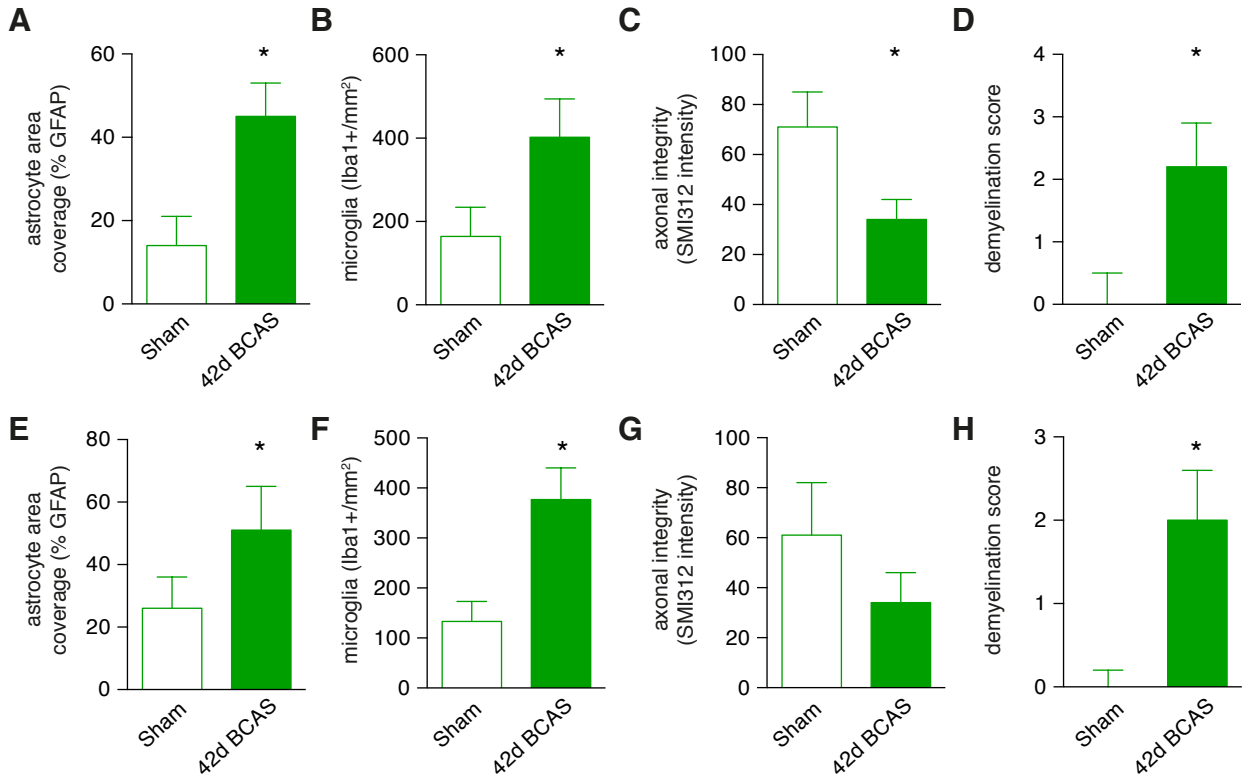 A
astrocyte area
coverage (% GFAP)
60
40
20
0
*
Sham
42d BCAS
B
microglia (Iba1+/mm²)
600
400
200
0
*
Sham
42d BCAS
C
axonal integrity
(SMI312 intensity)
100
80
60
40
20
0
*
Sham
42d BCAS
D
demyelination score
4
3
2
1
0
*
Sham
42d BCAS
E
astrocyte area
coverage (% GFAP)
80
60
40
20
0
*
Sham
42d BCAS
F
microglia (Iba1+/mm²)
500
400
300
200
100
0
*
Sham
42d BCAS
G
axonal integrity
(SMI312 intensity)
100
80
60
40
20
0
Sham
42d BCAS
H
demyelination score
3
2
1
0
*
Sham
42d BCAS